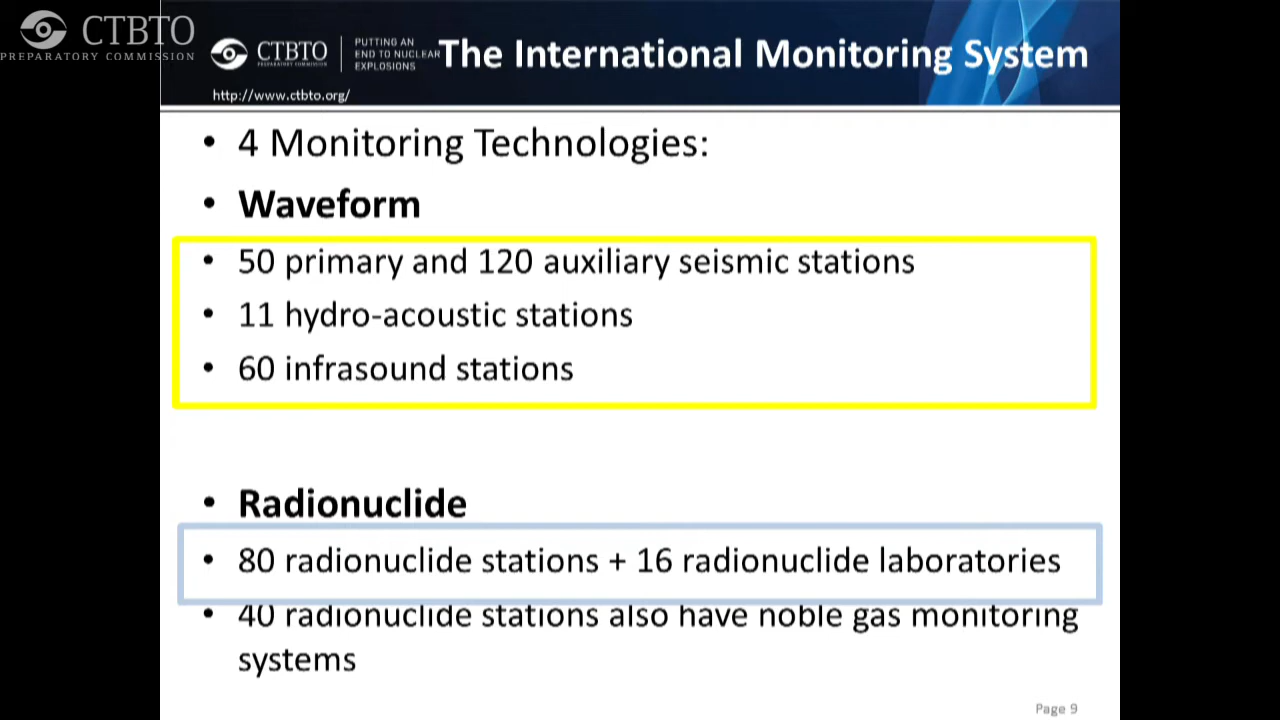 CTBTO
PREPARATORY COMMISSION
CTBTO
PREPARATORY COMMISSION
PUTTING AN
END TO NUCLEAR
EXPLOSIONS
The International Monitoring System
http://www.ctbto.org/
• 4 Monitoring Technologies:
• Waveform
• 50 primary and 120 auxiliary seismic stations
• 11 hydro-acoustic stations
• 60 infrasound stations
• Radionuclide
• 80 radionuclide stations + 16 radionuclide laboratories
• 40 radionuclide stations also have noble gas monitoring
systems
Page 9